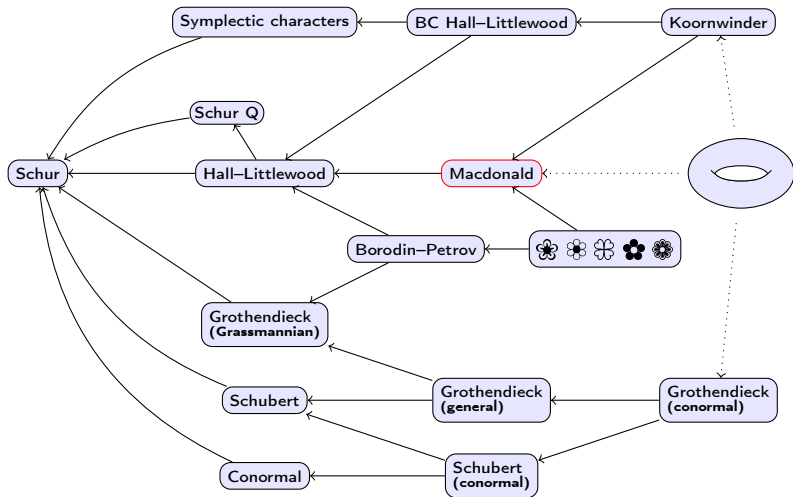 Symplectic characters
BC Hall–Littlewood
Koornwinder
Schur Q
Schur
Hall–Littlewood
Macdonald
Borodin–Petrov
Grothendieck
(Grassmannian)
Schubert
Grothendieck
(general)
Grothendieck
(conormal)
Conormal
Schubert
(conormal)